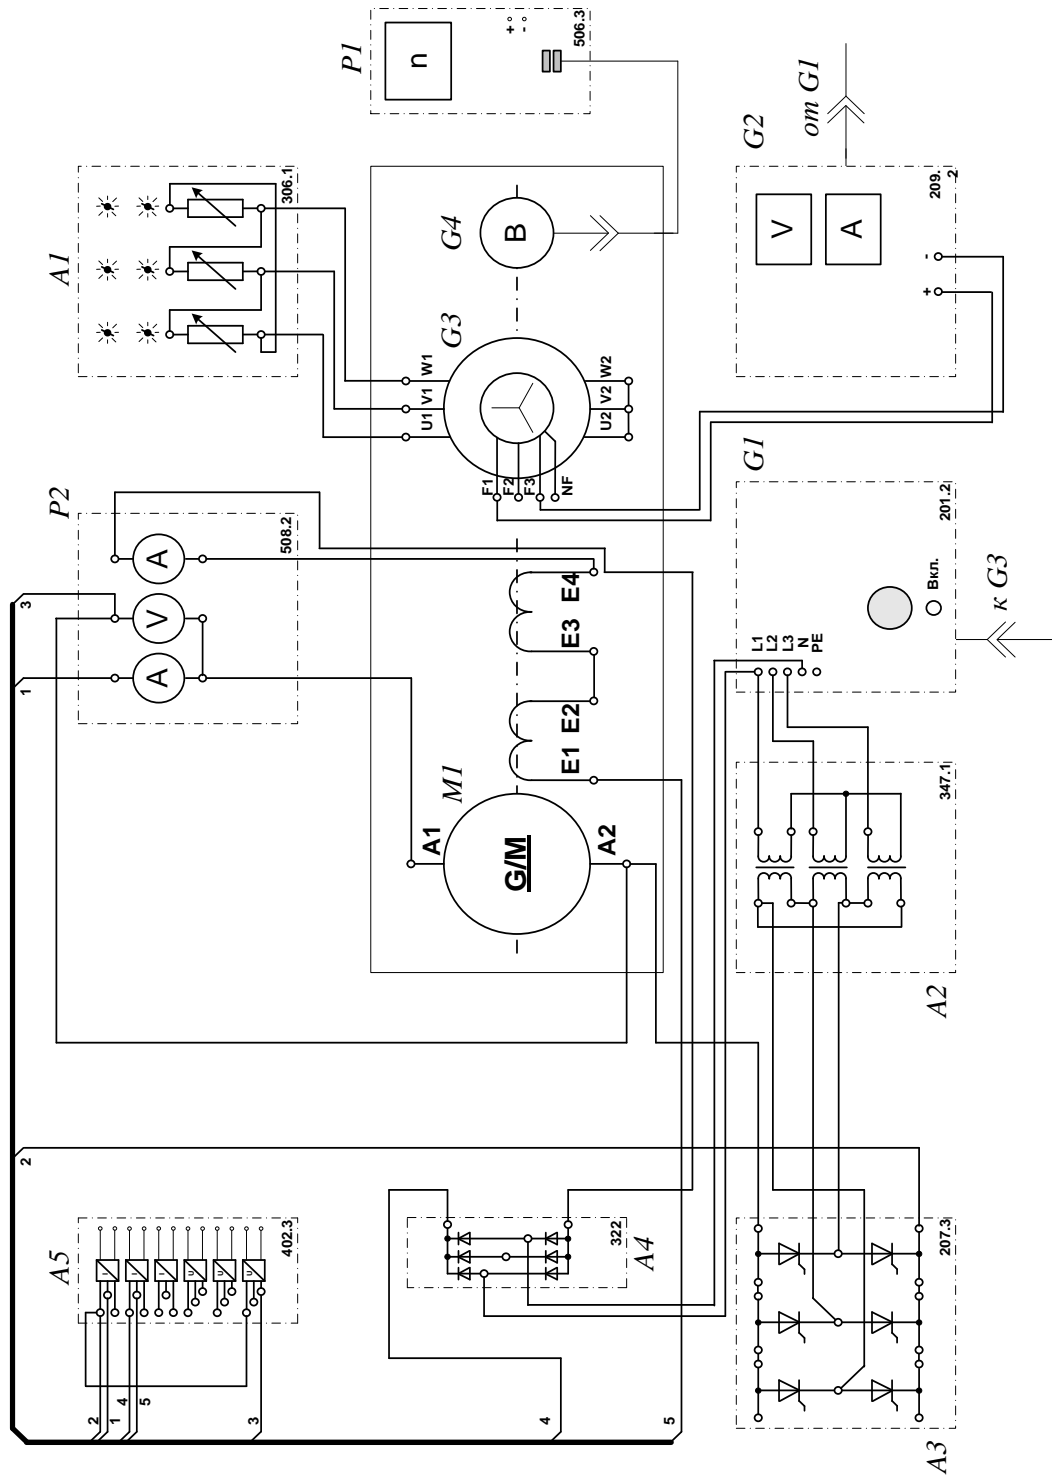 P1
n
+
-
506.3
A1
306.1
от G1
G2
V
A
209.
2
-
+
G4
B
G3
U1 V1 W1
U2 V2 W2
F1
F2
F3
NF
P2
A
V
A
508.2
3
1
G1
201.2
Вкл.
к G3
L1
L2
L3
N
PE
M1
A1
G/M
A2
E1 E2 E3 E4
347.1
A2
2
A5
I
I
I
U
U
U
402.3
322
A4
207.3
A3
2
1
4
5
3
4
5